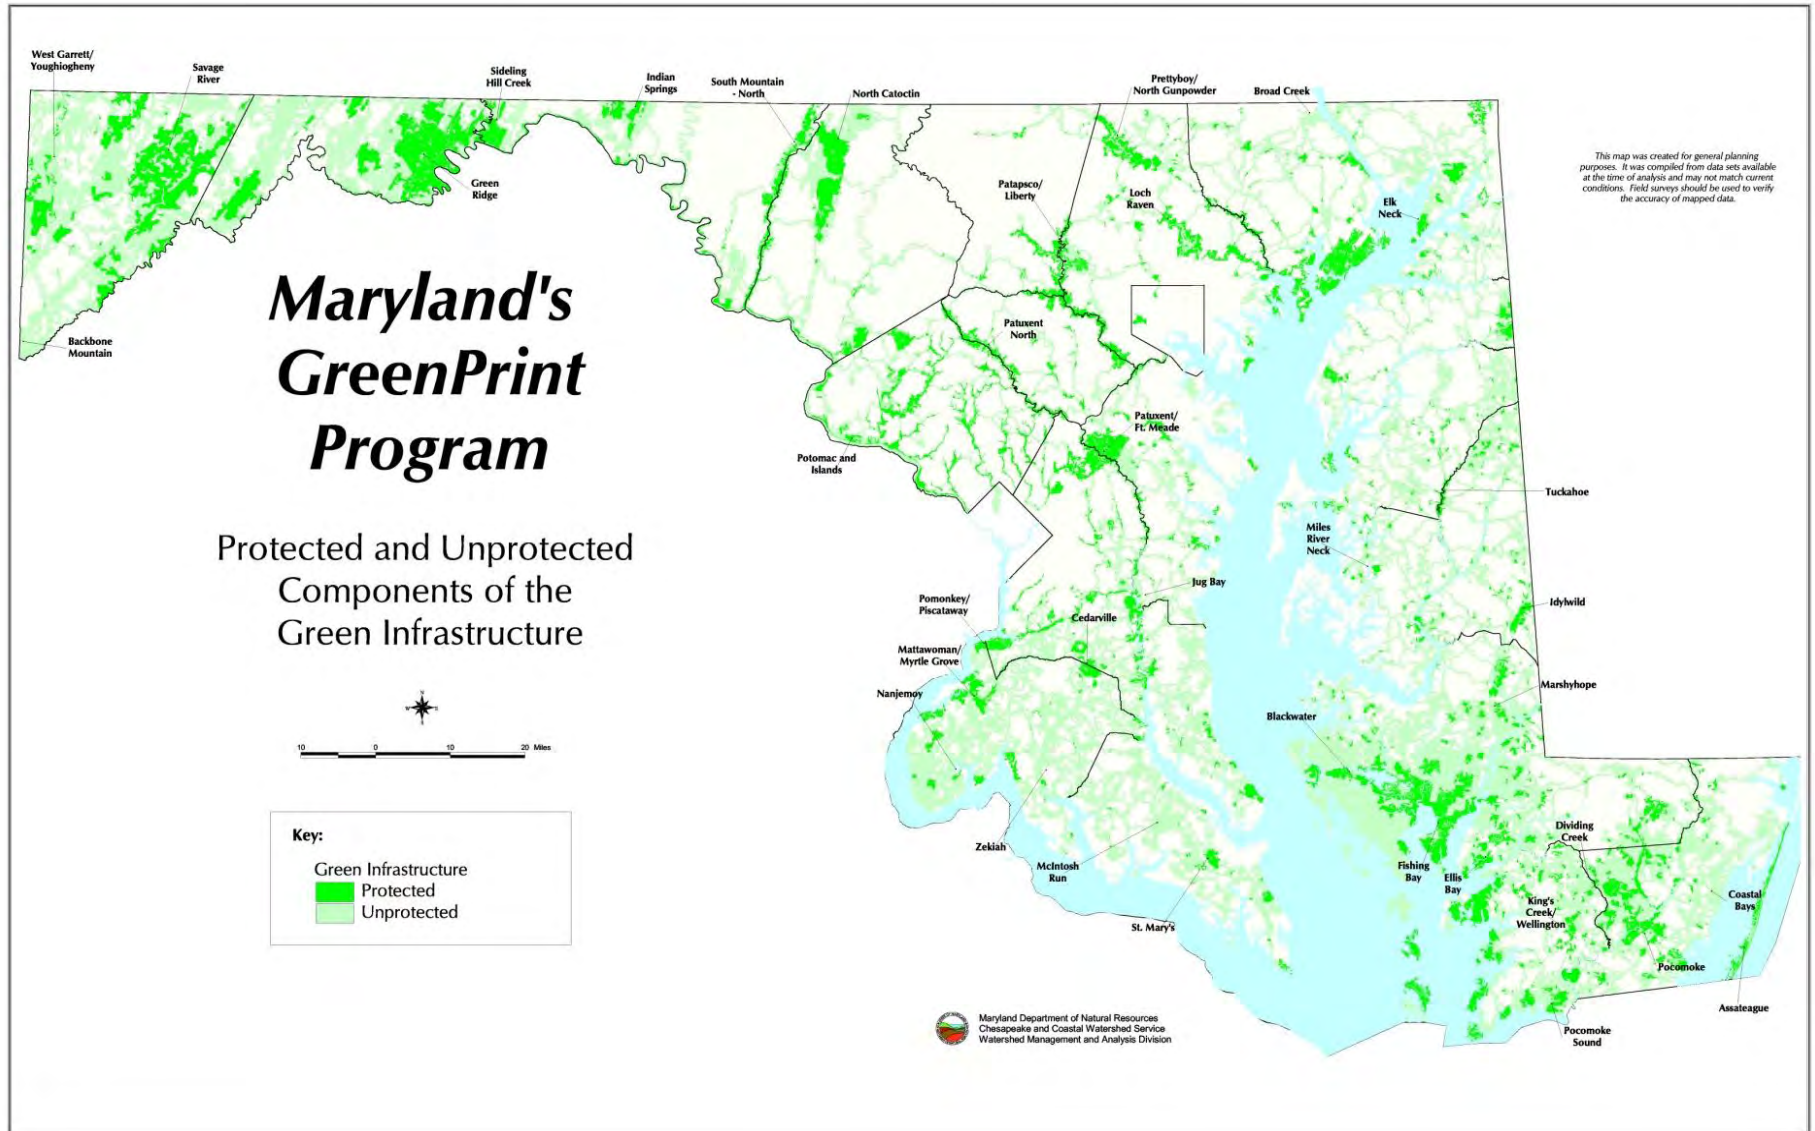 West Garrett/
Youghiogheny
Savage
River
Sideling
Hill Creek
Indian
Springs
South Mountain
- North
North Catoctin
Prettyboy/
North Gunpowder
Broad Creek
This map was created for general planning
purposes. It was compiled from data sets available
at the time of analysis and may not match current
conditions. Field surveys should be used to verify
the accuracy of mapped data.
Green
Ridge
Patapsco/
Liberty
Loch
Raven
Elk
Neck
Backbone
Mountain
Maryland's
GreenPrint
Program
Patuxent
North
Patuxent/
Ft. Meade
Potomac and
Islands
Tuckahoe
Protected and Unprotected
Components of the
Green Infrastructure
Miles
River
Neck
Jug Bay
Pomonkey/
Piscataway
Cedarville
Idylwild
Mattawoman/
Myrtle Grove
Nanjemoy
Marshyhope
Blackwater
N
W
S
10 0 10 20 Miles
Key:
Green Infrastructure
Protected
Unprotected
Zekiah
McIntosh
Run
Dividing
Creek
Fishing
Bay
Ellis
Bay
King's
Creek/
Wellington
Coastal
Bays
St. Mary's
Pocomoke
Assateague
Pocomoke
Sound
Maryland Department of Natural Resources
Chesapeake and Coastal Watershed Service
Watershed Management and Analysis Division